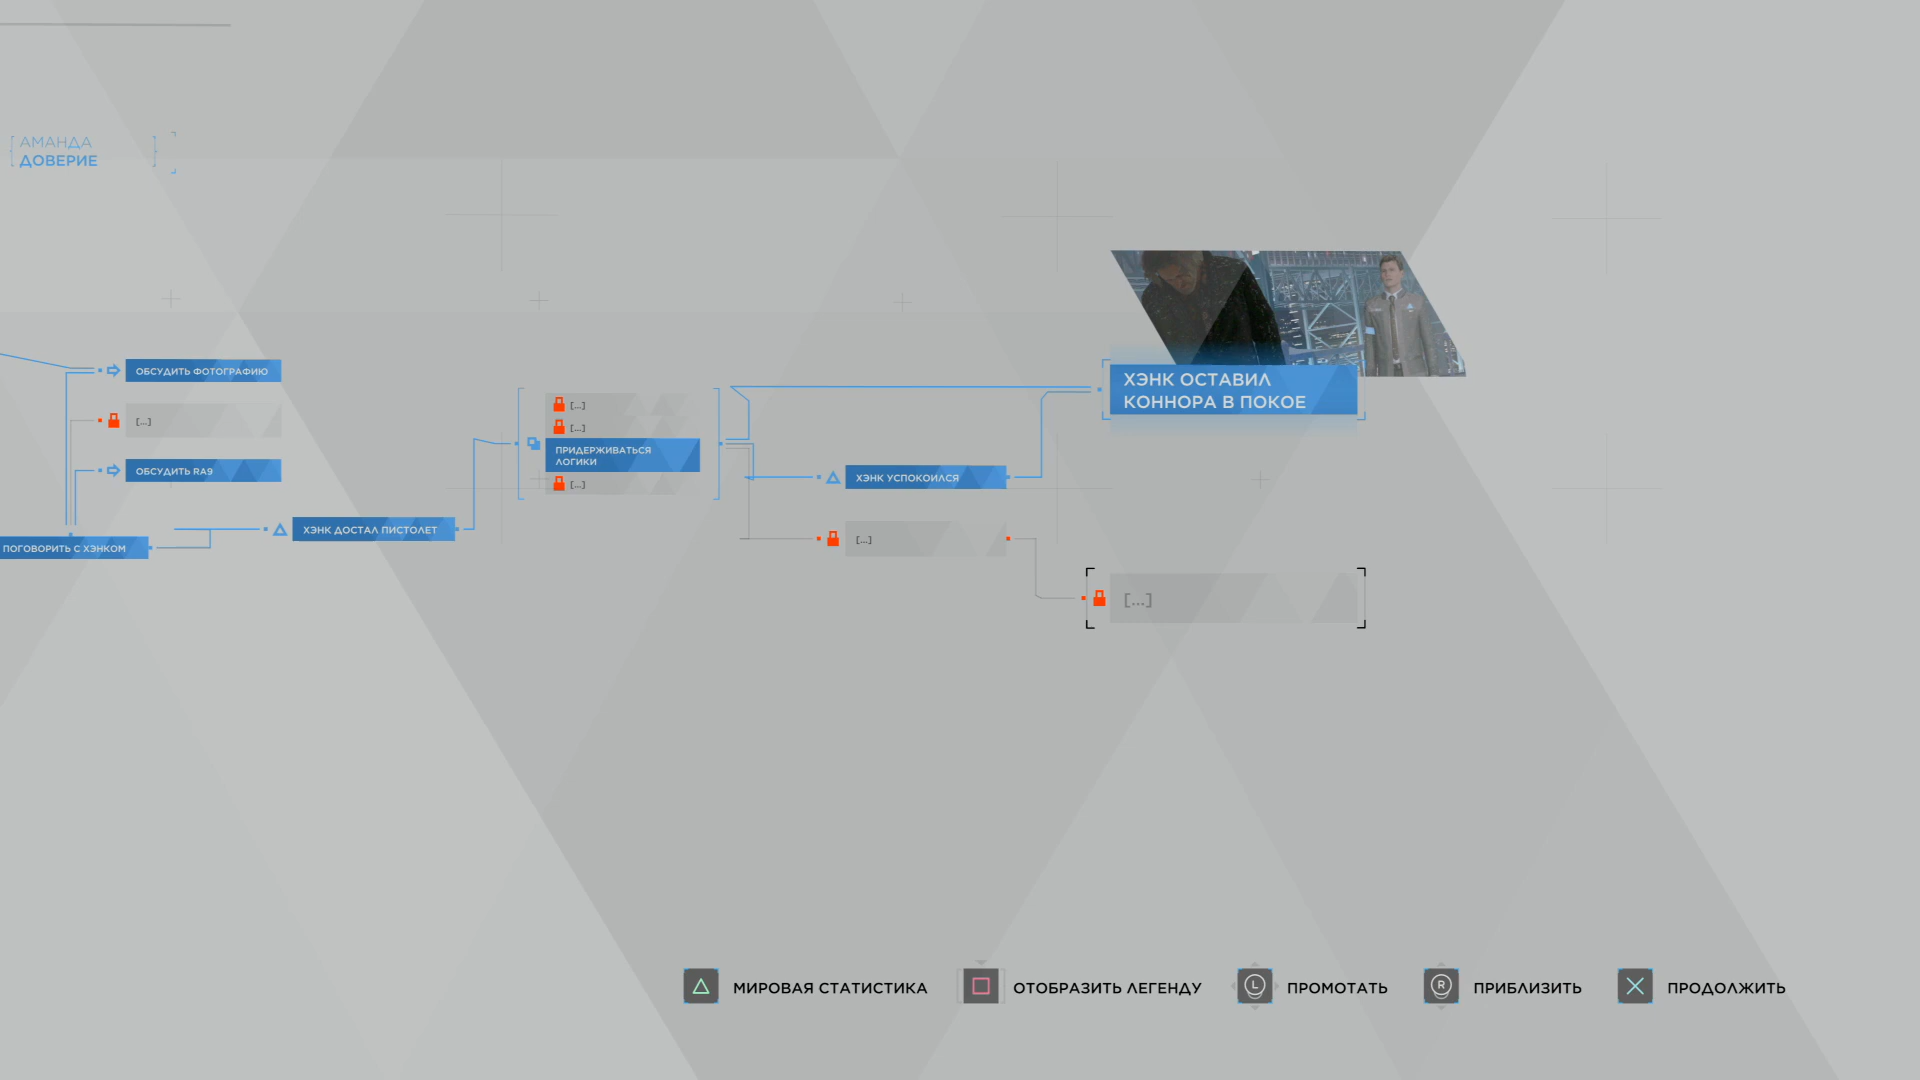 АМАНДА
ДОВЕРИЕ
ОБСУДИТЬ ФОТОГРАФИЮ
[...]
ОБСУДИТЬ RA9
ПОГОВОРИТЬ С ХЭНКОМ
ХЭНК ДОСТАЛ ПИСТОЛЕТ
[...]
[...]
ПРИДЕРЖИВАТЬСЯ
ЛОГИКИ
[...]
ХЭНК УСПОКОИЛСЯ
[...]
ХЭНК ОСТАВИЛ
КОННОРА В ПОКОЕ
[...]
МИРОВАЯ СТАТИСТИКА
ОТОБРАЗИТЬ ЛЕГЕНДУ
L ПРОМОТАТЬ
R ПРИБЛИЗИТЬ
ПРОДОЛЖИТЬ